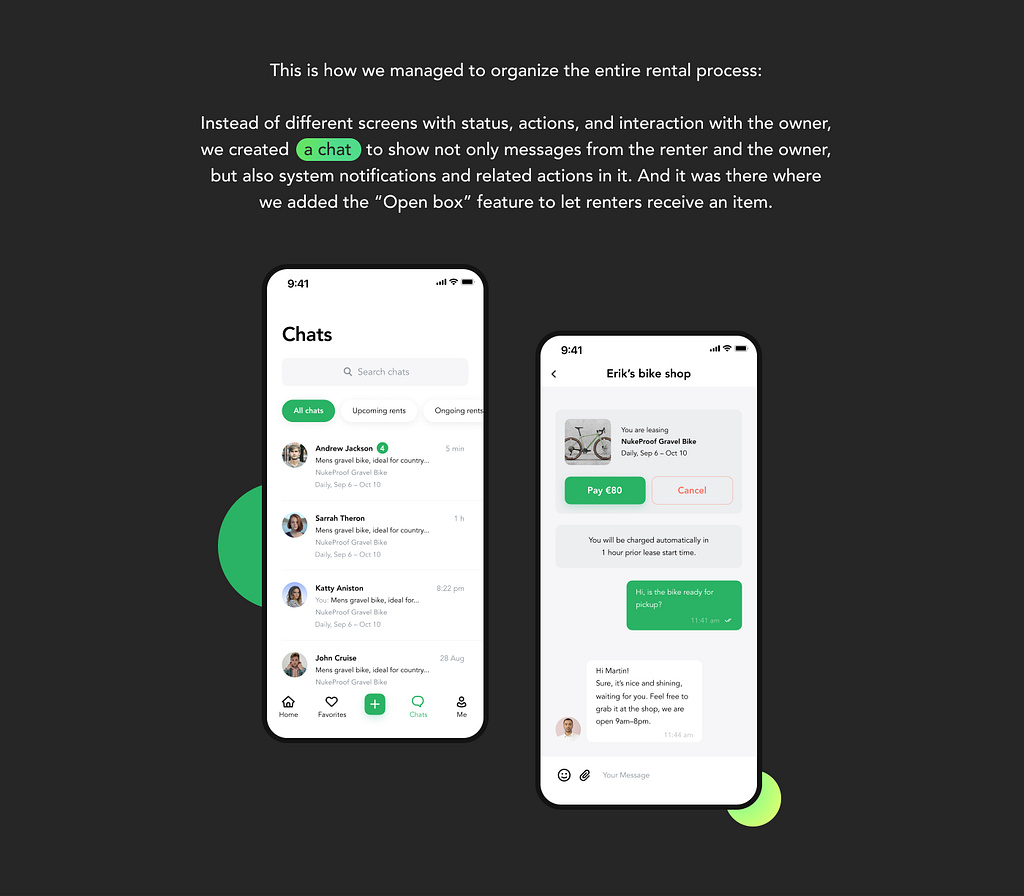 This is how we managed to organize the entire rental process:
Instead of different screens with status, actions, and interaction with the owner,
we created a chat to show not only messages from the renter and the owner,
but also system notifications and related actions in it. And it was there where
we added the “Open box” feature to let renters receive an item.
9:41
Chats
Search chats
All chats Upcoming rents Ongoing rents
Andrew Jackson 4 5 min
Mens gravel bike, ideal for country...
NukeProof Gravel Bike
Daily, Sep 6 – Oct 10
Sarrah Theron 1 h
Mens gravel bike, ideal for country...
NukeProof Gravel Bike
Daily, Sep 6 – Oct 10
Katty Aniston 8:22 pm
You: Mens gravel bike, ideal for...
NukeProof Gravel Bike
Daily, Sep 6 – Oct 10
John Cruise 28 Aug
Mens gravel bike, ideal for country...
NukeProof Gravel Bike
Home Favorites Chats Me
9:41
Erik’s bike shop
You are leasing
NukeProof Gravel Bike
Daily, Sep 6 – Oct 10
Pay €80 Cancel
You will be charged automatically in
1 hour prior lease start time.
Hi, is the bike ready for
pickup?
11:41 am
Hi Martin!
Sure, it’s nice and shining,
waiting for you. Feel free to
grab it at the shop, we are
open 9am–8pm.
11:44 am
Your Message